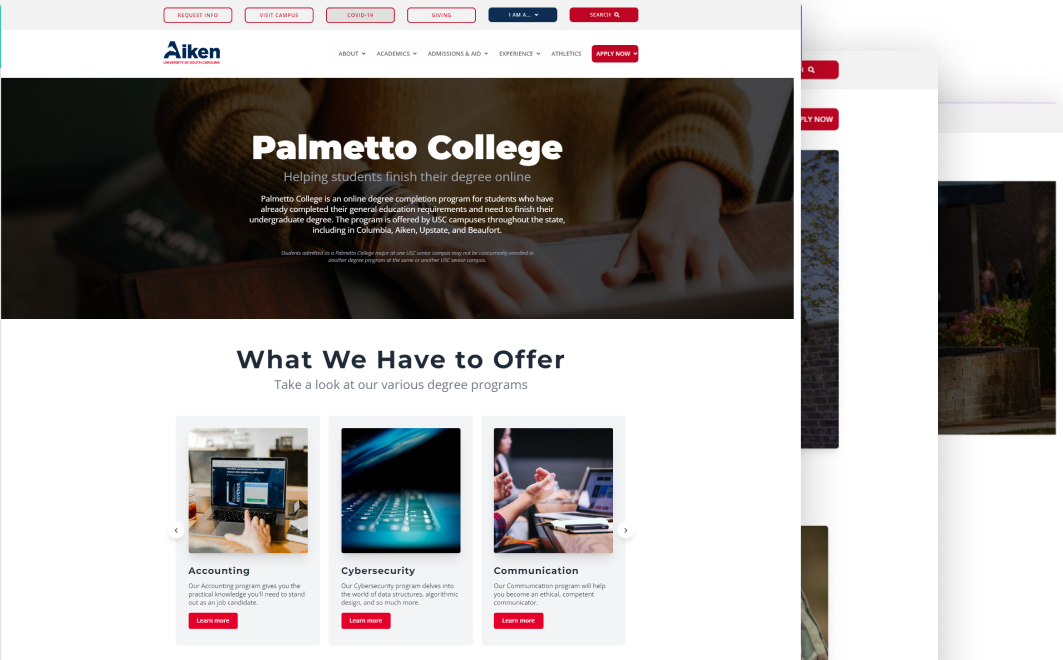 REQUEST INFO
VISIT CAMPUS
COVID-19
GIVING
I AM A...
SEARCH
Aiken
UNIVERSITY OF SOUTH CAROLINA
ABOUT
ACADEMICS
ADMISSIONS & AID
EXPERIENCE
ATHLETICS
APPLY NOW
PLY NOW
Palmetto College
Helping students finish their degree online
Palmetto College is an online degree completion program for students who have
already completed their general education requirements and need to finish their
undergraduate degree. The program is offered by USC campuses throughout the state,
including in Columbia, Aiken, Upstate, and Beaufort.
Students admitted as a Palmetto College major at one USC senior campus may not be concurrently enrolled in
another degree program at the same or another USC senior campus.
What We Have to Offer
Take a look at our various degree programs
Accounting
Our Accounting program gives you the
practical knowledge you'll need to stand
out as an job candidate.
Learn more
Cybersecurity
Our Cybersecurity program delves into
the world of data structures, algorithmic
design, and so much more.
Learn more
Communication
Our Communication program will help
you become an ethical, competent
communicator.
Learn more